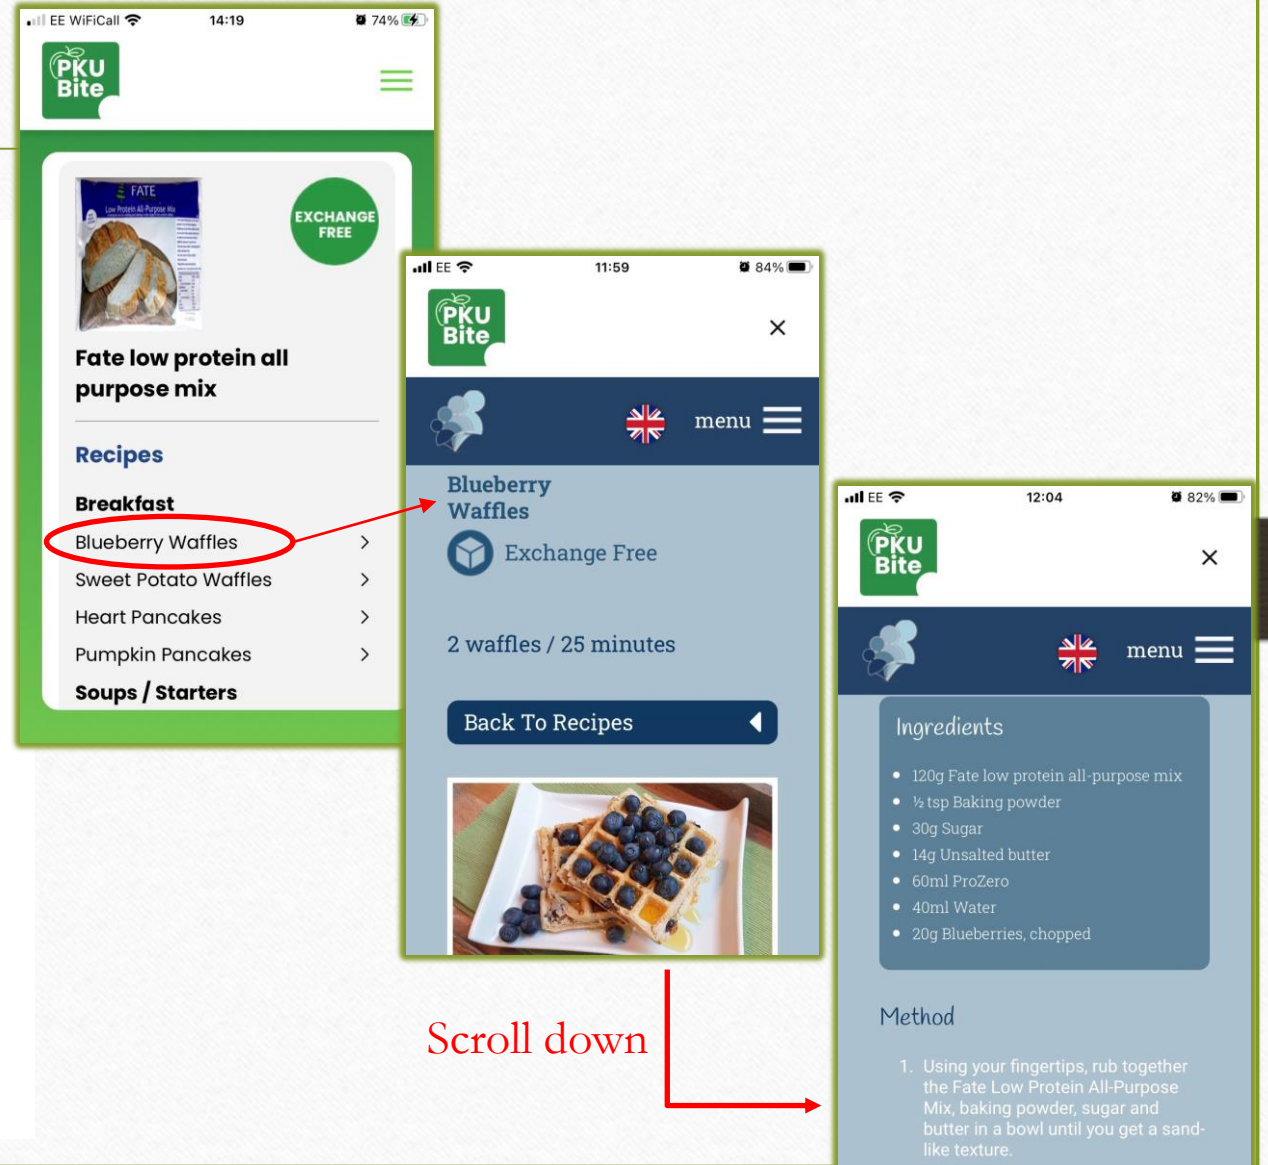 EE WiFiCall 14:19 74%
PKU
Bite
FATE
Low Protein All-Purpose Mix
EXCHANGE
FREE
Fate low protein all
purpose mix
Recipes
Breakfast
Blueberry Waffles
Sweet Potato Waffles
Heart Pancakes
Pumpkin Pancakes
Soups / Starters
EE 11:59 84%
PKU
Bite
menu
Blueberry
Waffles
Exchange Free
2 waffles / 25 minutes
Back To Recipes
Scroll down
EE 12:04 82%
PKU
Bite
menu
Ingredients
• 120g Fate low protein all-purpose mix
• ½ tsp Baking powder
• 30g Sugar
• 14g Unsalted butter
• 60ml ProZero
• 40ml Water
• 20g Blueberries, chopped
Method
1. Using your fingertips, rub together
the Fate Low Protein All-Purpose
Mix, baking powder, sugar and
butter in a bowl until you get a sand-
like texture.